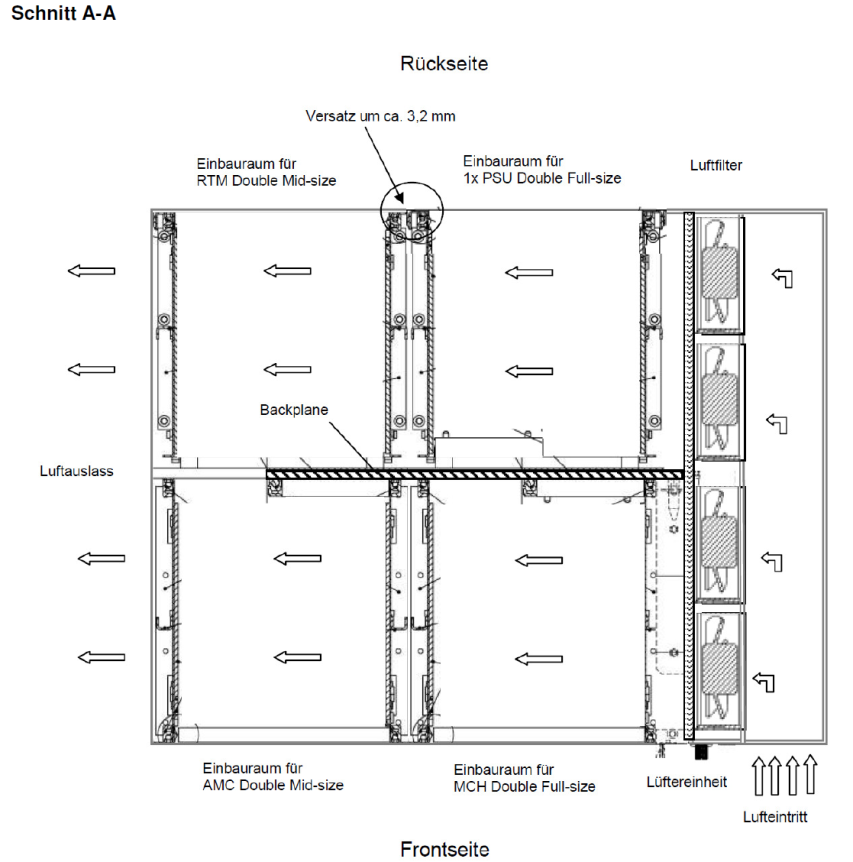 Schnitt A-A
Rückseite
Versatz um ca. 3,2 mm
Einbauraum für
RTM Double Mid-size
Einbauraum für
1x PSU Double Full-size
Luftfilter
Backplane
Luftauslass
Einbauraum für
AMC Double Mid-size
Einbauraum für
MCH Double Full-size
Lüftereinheit
Lufteintritt
Frontseite